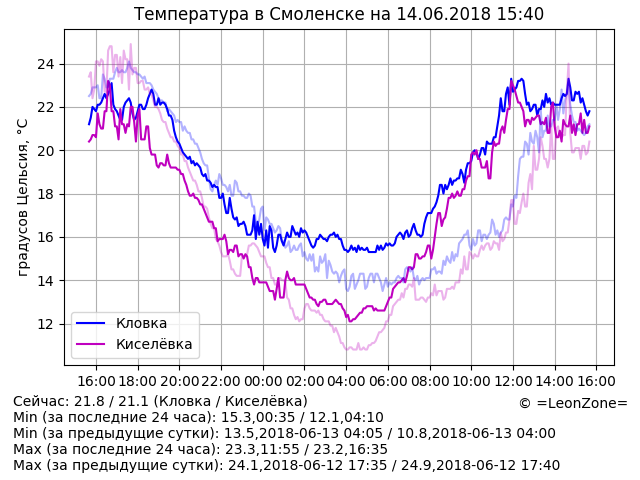 Температура в Смоленске на 14.06.2018 15:40
градусов Цельсия, °C
24
22
20
18
16
14
12
Кловка
Киселёвка
16:00 18:00 20:00 22:00 00:00 02:00 04:00 06:00 08:00 10:00 12:00 14:00 16:00
Сейчас: 21.8 / 21.1 (Кловка / Киселёвка)
© =LeonZone=
Min (за последние 24 часа): 15.3,00:35 / 12.1,04:10
Min (за предыдущие сутки): 13.5,2018-06-13 04:05 / 10.8,2018-06-13 04:00
Max (за последние 24 часа): 23.3,11:55 / 23.2,16:35
Max (за предыдущие сутки): 24.1,2018-06-12 17:35 / 24.9,2018-06-12 17:40